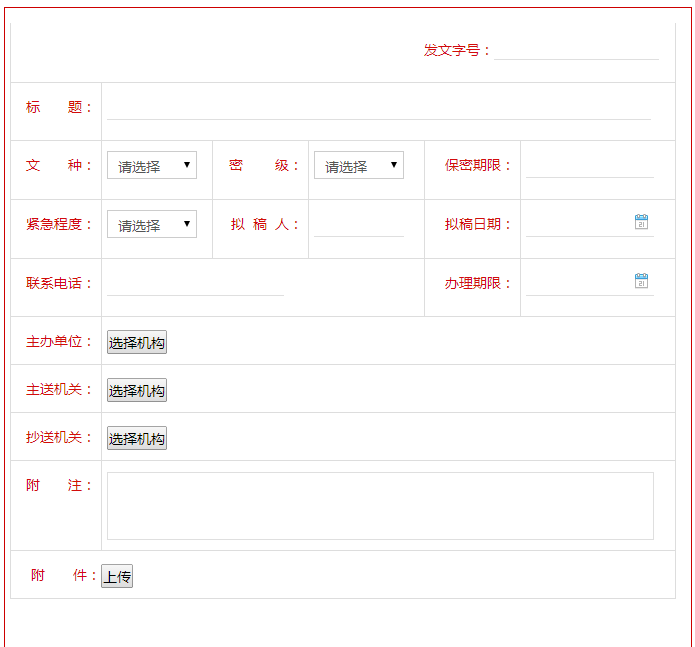 发文字号：
标 题：
文 种： 请选择 密 级： 请选择 保密期限：
紧急程度： 请选择 拟 稿 人： 拟稿日期： 21
联系电话： 办理期限： 21
主办单位： 选择机构
主送机关： 选择机构
抄送机关： 选择机构
附 注：
附 件： 上传